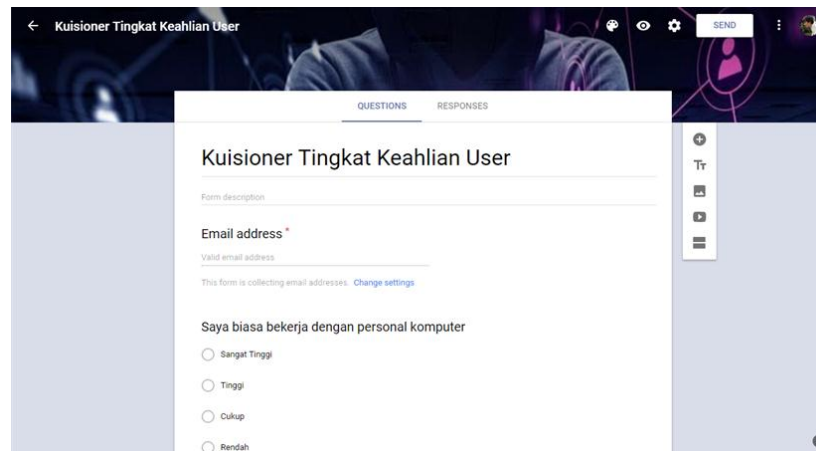 Kuisioner Tingkat Keahlian User
SEND
QUESTIONS RESPONSES
Kuisioner Tingkat Keahlian User
Form description
Email address *
Valid email address
This form is collecting email addresses. Change settings
Saya biasa bekerja dengan personal komputer
Sangat Tinggi
Tinggi
Cukup
Rendah